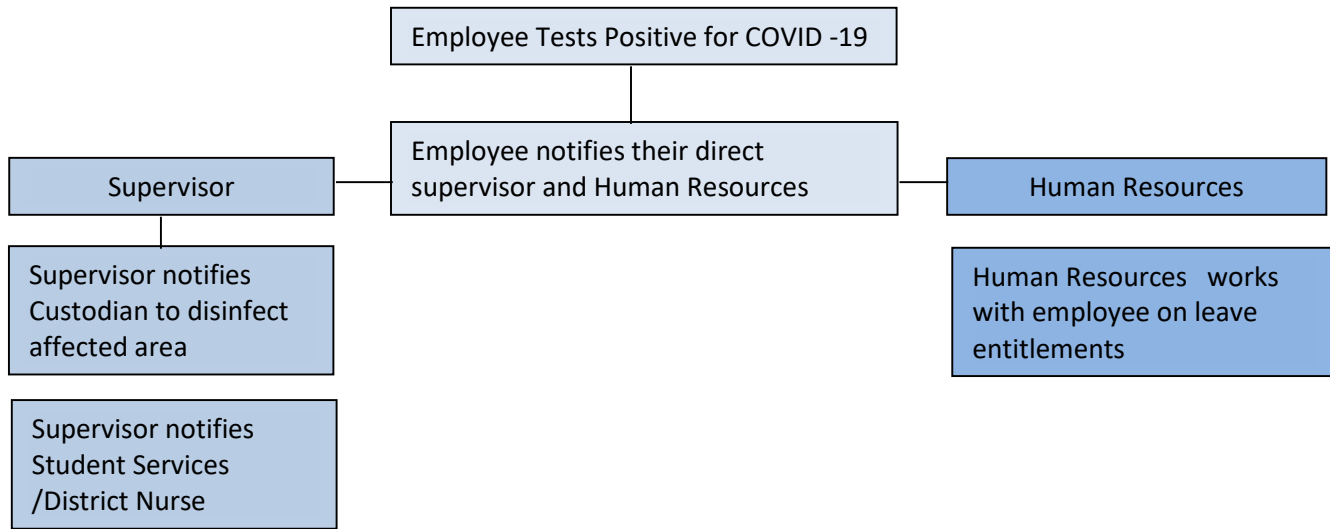 Employee Tests Positive for COVID -19
Employee notifies their direct
supervisor and Human Resources
Supervisor
Human Resources
Supervisor notifies
Custodian to disinfect
affected area
Human Resources   works
with employee on leave
entitlements
Supervisor notifies
Student Services
/District Nurse